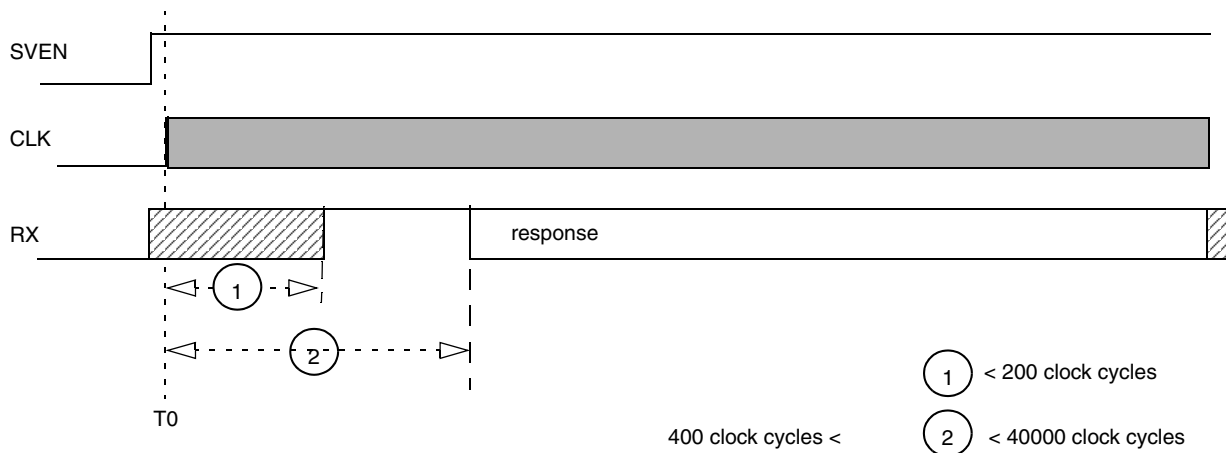 SVEN
CLK
RX
response
1
2
1 < 200 clock cycles
T0
400 clock cycles < 2 < 40000 clock cycles